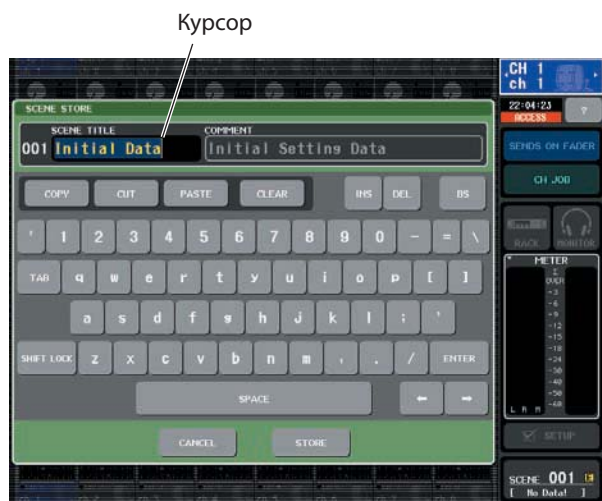 Курсор
CH 1
ch 1
SCENE STORE
22:04:23
?
ACCESS
SCENE TITLE COMMENT
001 Initial Data Initial Setting Data
SENDS ON FADER
COPY CUT PASTE CLEAR INS DEL BS
CH JOB
' 1 2 3 4 5 6 7 8 9 0 - = \
RACK MONITOR
TAB q w e r t y u i o p [ ]
METER
Σ
OVER
-3
-6
-9
-12
-15
-18
-24
-30
-40
-50
-60
L R M
a s d f g h j k l ; '
SHIFT LOCK z x c v b n m , . / ENTER
SPACE ← →
CANCEL STORE
SETUP
SCENE 001 E
[ No Data! ]